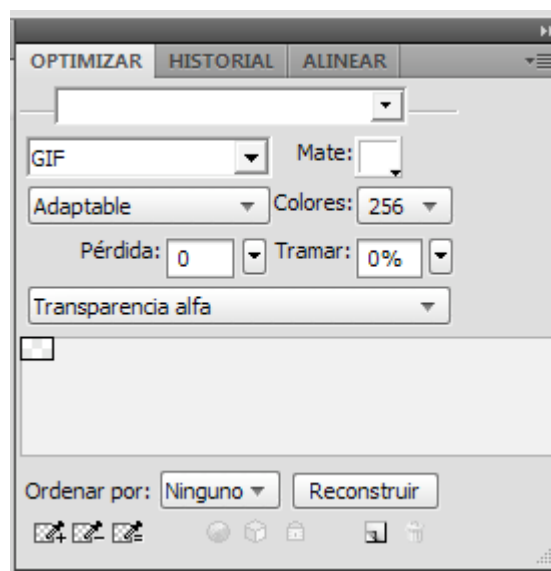 OPTIMIZAR HISTORIAL ALINEAR
GIF Mate:
Adaptable Colores: 256
Pérdida: 0 Tramar: 0%
Transparencia alfa
Ordenar por: Ninguno Reconstruir